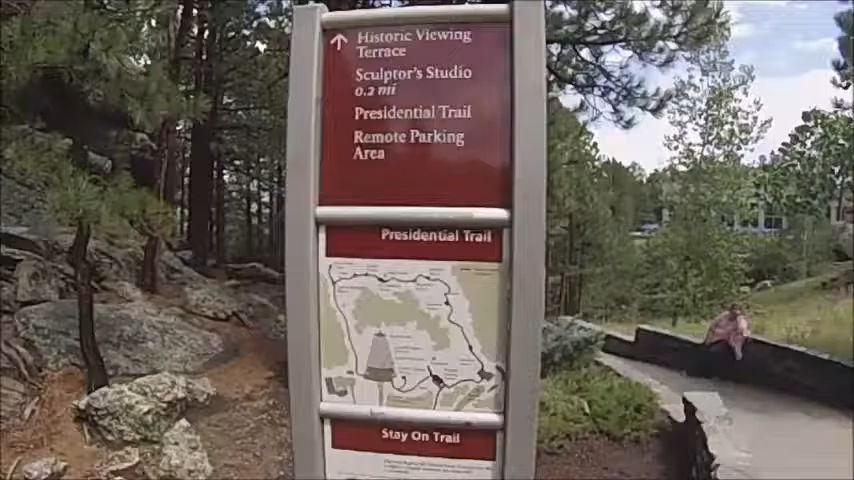 Historic Viewing
Terrace
Sculptor's Studio
0.2 mi
Presidential Trail
Remote Parking
Area
Presidential Trail
Stay On Trail